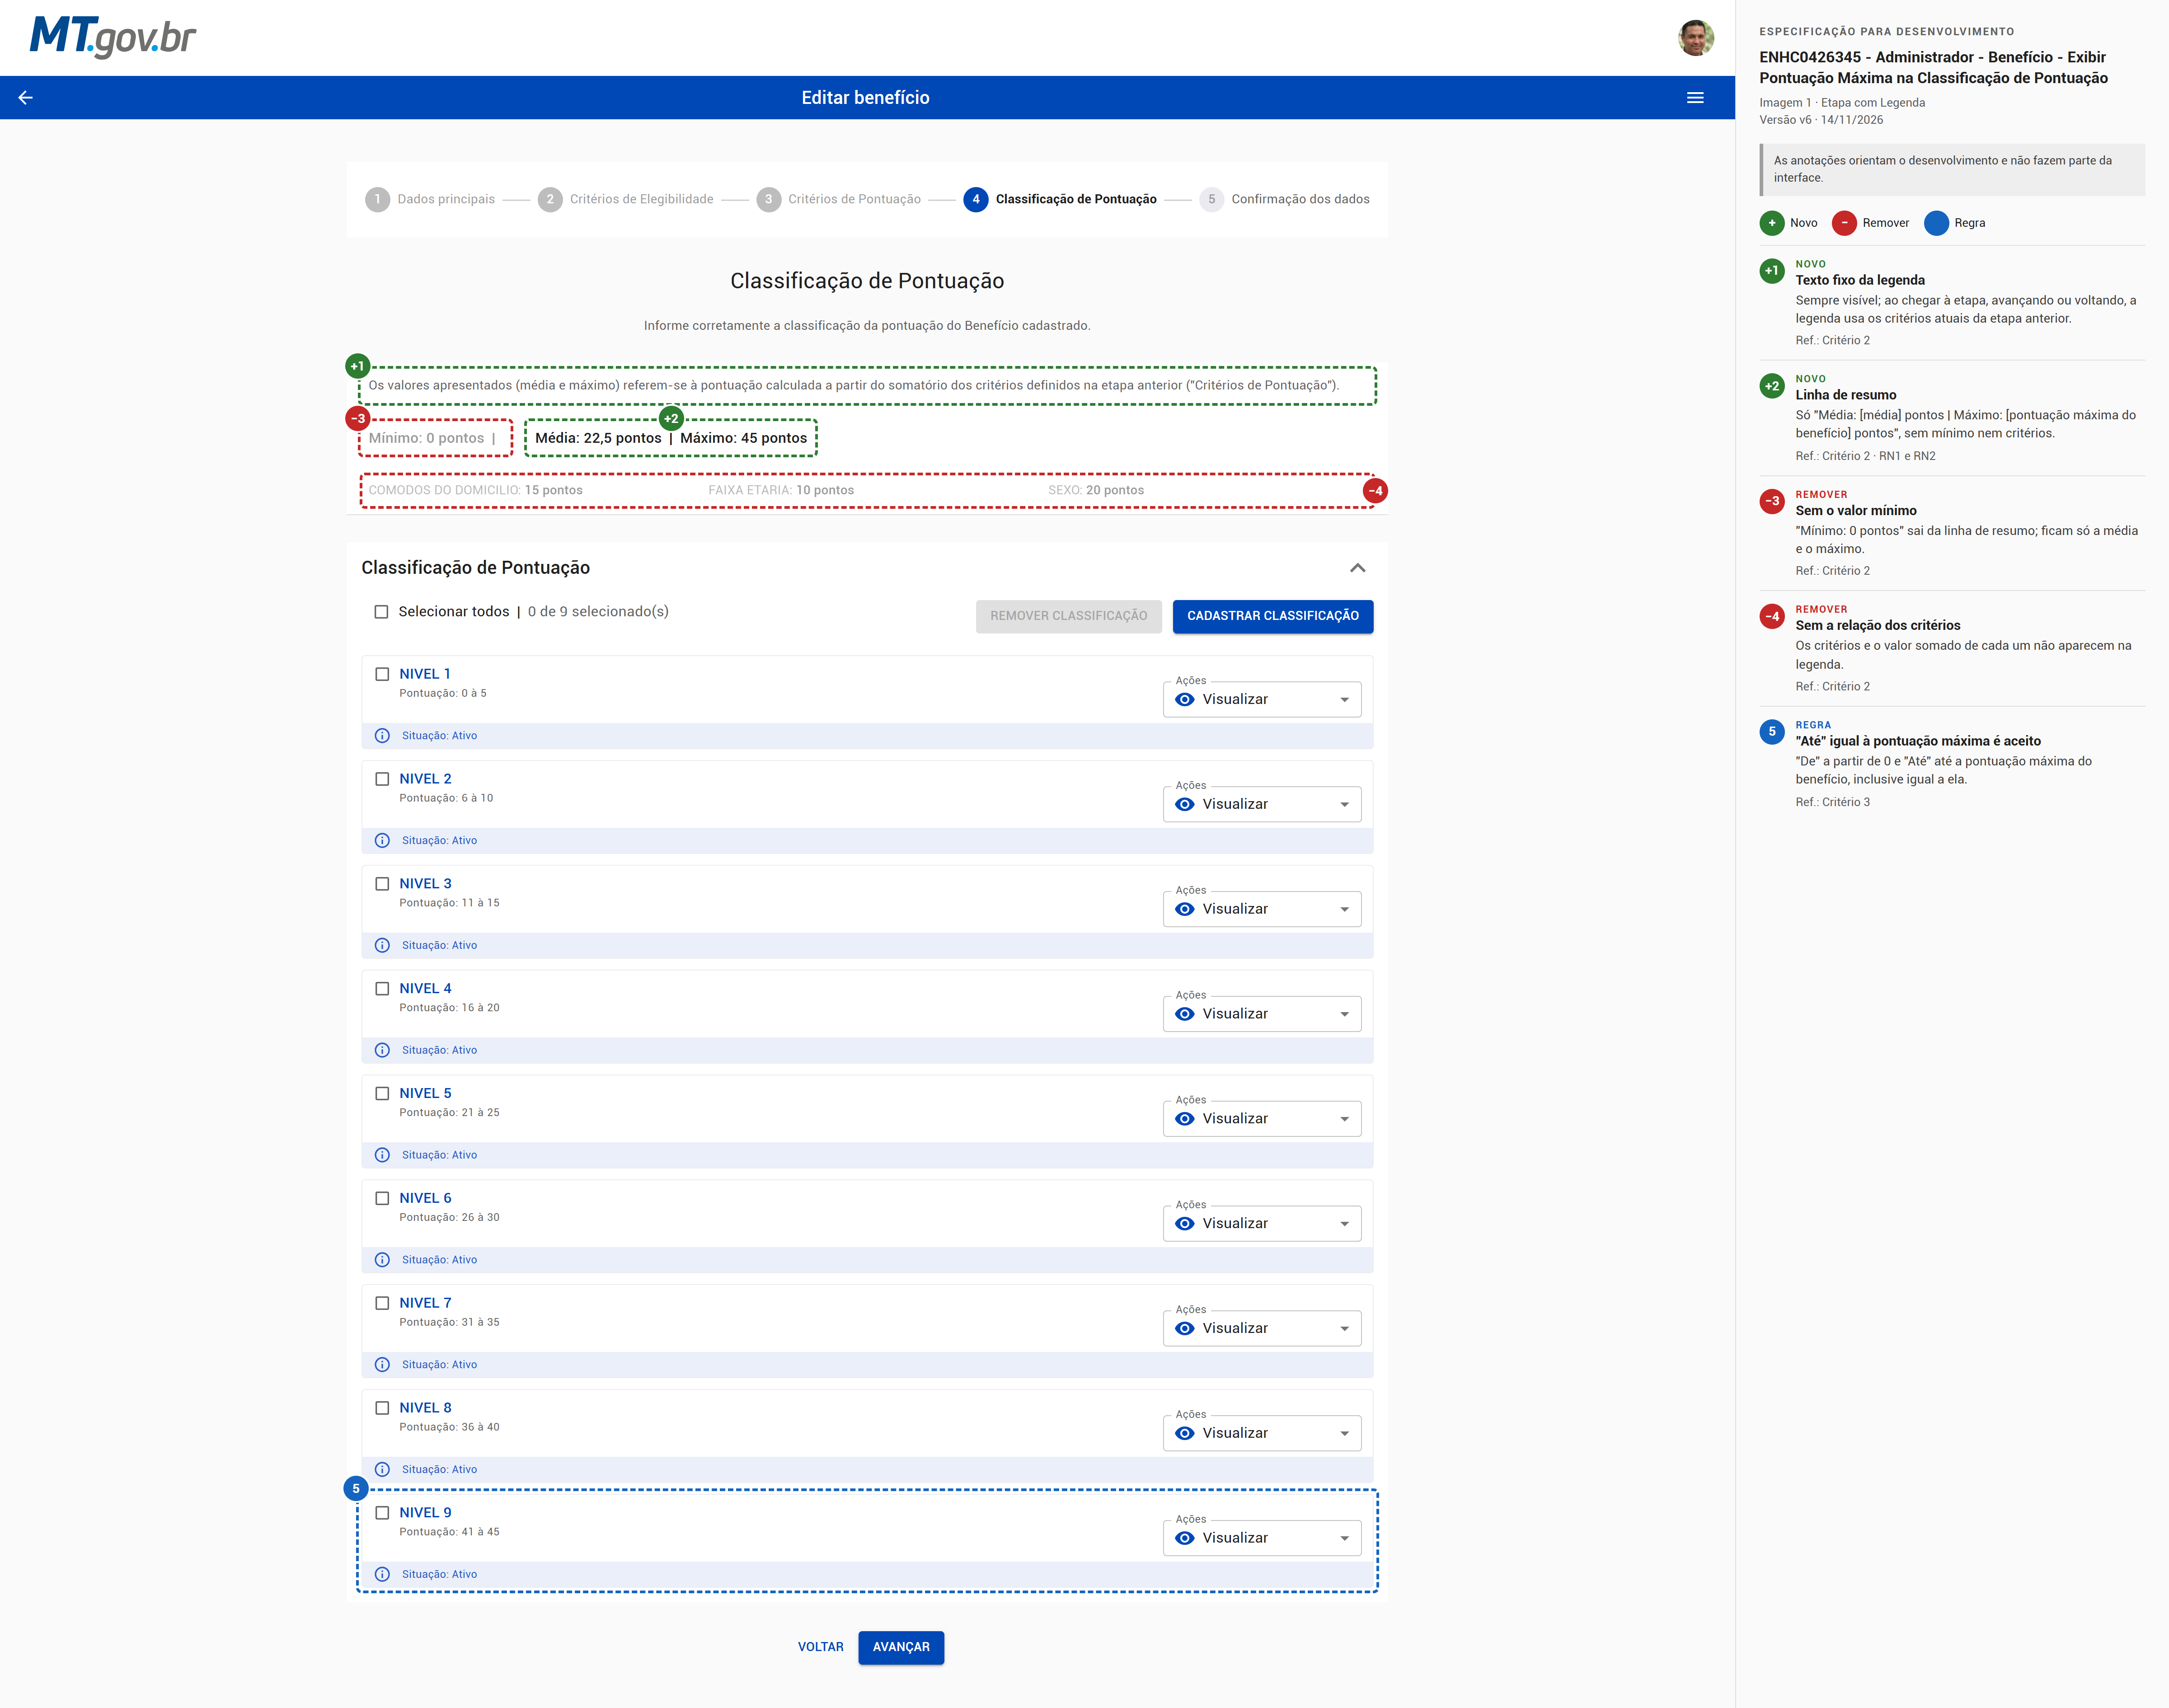 MT.gov.br
Editar benefício
1 Dados principais
2 Critérios de Elegibilidade
3 Critérios de Pontuação
4 Classificação de Pontuação
5 Confirmação dos dados
Classificação de Pontuação
Informe corretamente a classificação da pontuação do Benefício cadastrado.
+1
Os valores apresentados (média e máximo) referem-se à pontuação calculada a partir do somatório dos critérios definidos na etapa anterior ("Critérios de Pontuação").
−3
+2
Mínimo: 0 pontos |
Média: 22,5 pontos | Máximo: 45 pontos
COMODOS DO DOMICILIO: 15 pontos
FAIXA ETARIA: 10 pontos
SEXO: 20 pontos
−4
Classificação de Pontuação
Selecionar todos | 0 de 9 selecionado(s)
REMOVER CLASSIFICAÇÃO
CADASTRAR CLASSIFICAÇÃO
NIVEL 1
Pontuação: 0 à 5
Ações
Visualizar
Situação: Ativo
NIVEL 2
Pontuação: 6 à 10
Ações
Visualizar
Situação: Ativo
NIVEL 3
Pontuação: 11 à 15
Ações
Visualizar
Situação: Ativo
NIVEL 4
Pontuação: 16 à 20
Ações
Visualizar
Situação: Ativo
NIVEL 5
Pontuação: 21 à 25
Ações
Visualizar
Situação: Ativo
NIVEL 6
Pontuação: 26 à 30
Ações
Visualizar
Situação: Ativo
NIVEL 7
Pontuação: 31 à 35
Ações
Visualizar
Situação: Ativo
NIVEL 8
Pontuação: 36 à 40
Ações
Visualizar
Situação: Ativo
5
NIVEL 9
Pontuação: 41 à 45
Ações
Visualizar
Situação: Ativo
VOLTAR
AVANÇAR
ESPECIFICAÇÃO PARA DESENVOLVIMENTO
ENHC0426345 - Administrador - Benefício - Exibir
Pontuação Máxima na Classificação de Pontuação
Imagem 1 · Etapa com Legenda
Versão v6 · 14/11/2026
As anotações orientam o desenvolvimento e não fazem parte da
interface.
+ Novo
− Remover
Regra
+1
NOVO
Texto fixo da legenda
Sempre visível; ao chegar à etapa, avançando ou voltando, a
legenda usa os critérios atuais da etapa anterior.
Ref.: Critério 2
+2
NOVO
Linha de resumo
Só "Média: [média] pontos | Máximo: [pontuação máxima do
benefício] pontos", sem mínimo nem critérios.
Ref.: Critério 2 · RN1 e RN2
−3
REMOVER
Sem o valor mínimo
"Mínimo: 0 pontos" sai da linha de resumo; ficam só a média
e o máximo.
Ref.: Critério 2
−4
REMOVER
Sem a relação dos critérios
Os critérios e o valor somado de cada um não aparecem na
legenda.
Ref.: Critério 2
5
REGRA
"Até" igual à pontuação máxima é aceito
"De" a partir de 0 e "Até" até a pontuação máxima do
benefício, inclusive igual a ela.
Ref.: Critério 3